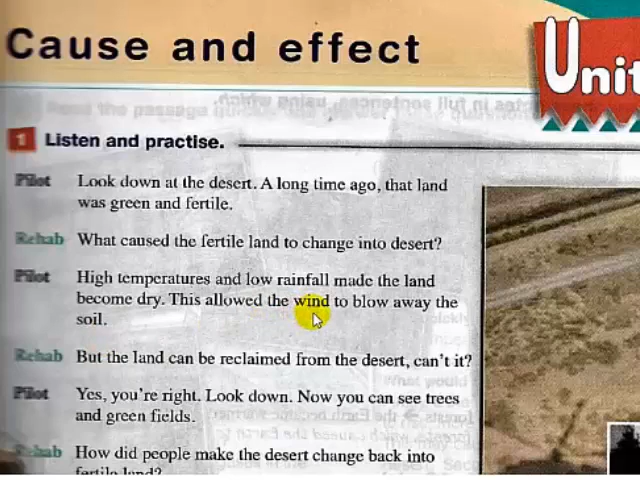 Cause and effect
Unit
1 Listen and practise.
Pilot Look down at the desert. A long time ago, that land
was green and fertile.
Rehab What caused the fertile land to change into desert?
Pilot High temperatures and low rainfall made the land
become dry. This allowed the wind to blow away the
soil.
Rehab But the land can be reclaimed from the desert, can't it?
Pilot Yes, you're right. Look down. Now you can see trees
and green fields.
Rehab How did people make the desert change back into
fertile land?